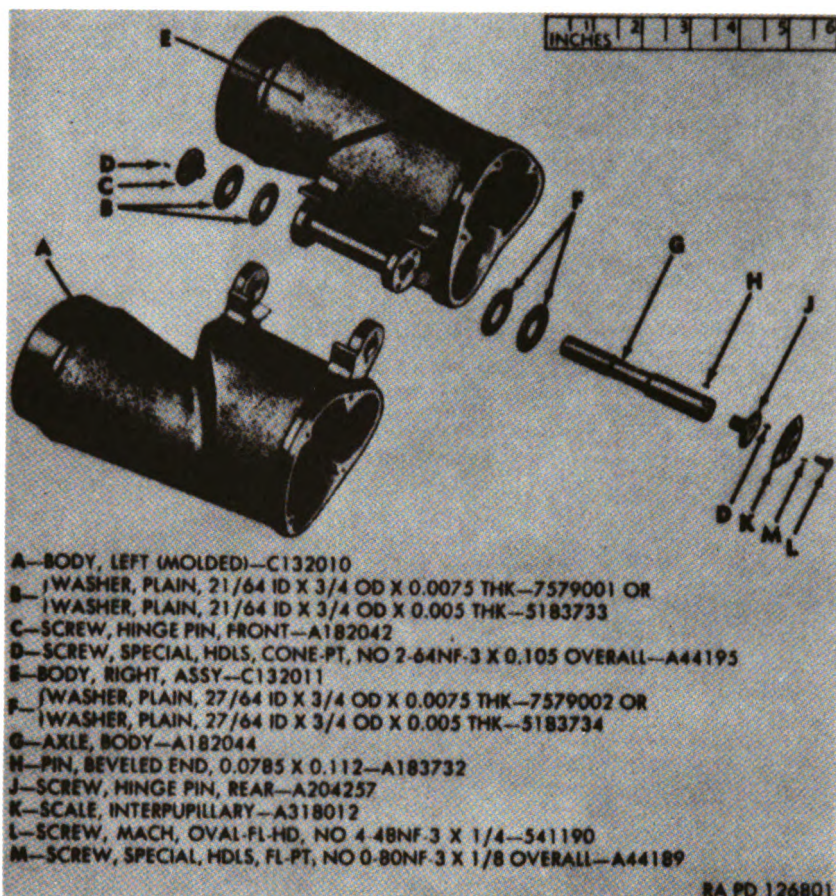 1 2 3 4 5 6
INCHES
E
D
C
B
F
A
G
H
J
D
K
M
L
A—BODY, LEFT (MOLDED)—C132010
B—{WASHER, PLAIN, 21/64 ID X 3/4 OD X 0.0075 THK—7579001 OR
WASHER, PLAIN, 21/64 ID X 3/4 OD X 0.005 THK—5183733
C—SCREW, HINGE PIN, FRONT—A182042
D—SCREW, SPECIAL, HDLS, CONE-PT, NO 2-64NF-3 X 0.105 OVERALL—A44195
E—BODY, RIGHT, ASSY—C132011
F—{WASHER, PLAIN, 27/64 ID X 3/4 OD X 0.0075 THK—7579002 OR
WASHER, PLAIN, 27/64 ID X 3/4 OD X 0.005 THK—5183734
G—AXLE, BODY—A182044
H—PIN, BEVELED END, 0.0785 X 0.112—A183732
J—SCREW, HINGE PIN, REAR—A204257
K—SCALE, INTERPUPILLARY—A318012
L—SCREW, MACH, OVAL-FL-HD, NO 4-48NF-3 X 1/4—541190
M—SCREW, SPECIAL, HDLS, FL-PT, NO 0-80NF-3 X 1/8 OVERALL—A44189
RA PD 126801